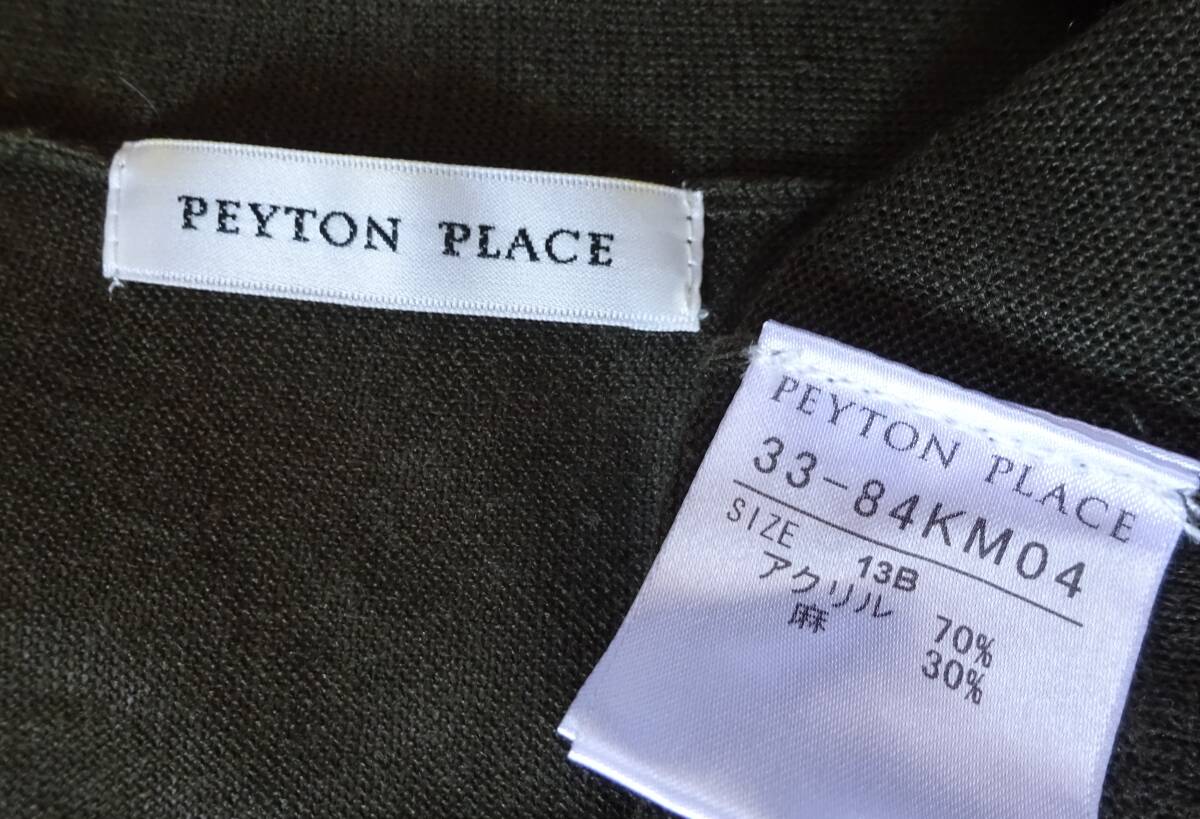 PEYTON PLACE
PEYTON PLACE
33-84KM04
SIZE 13B
アクリル 70%
麻 30%